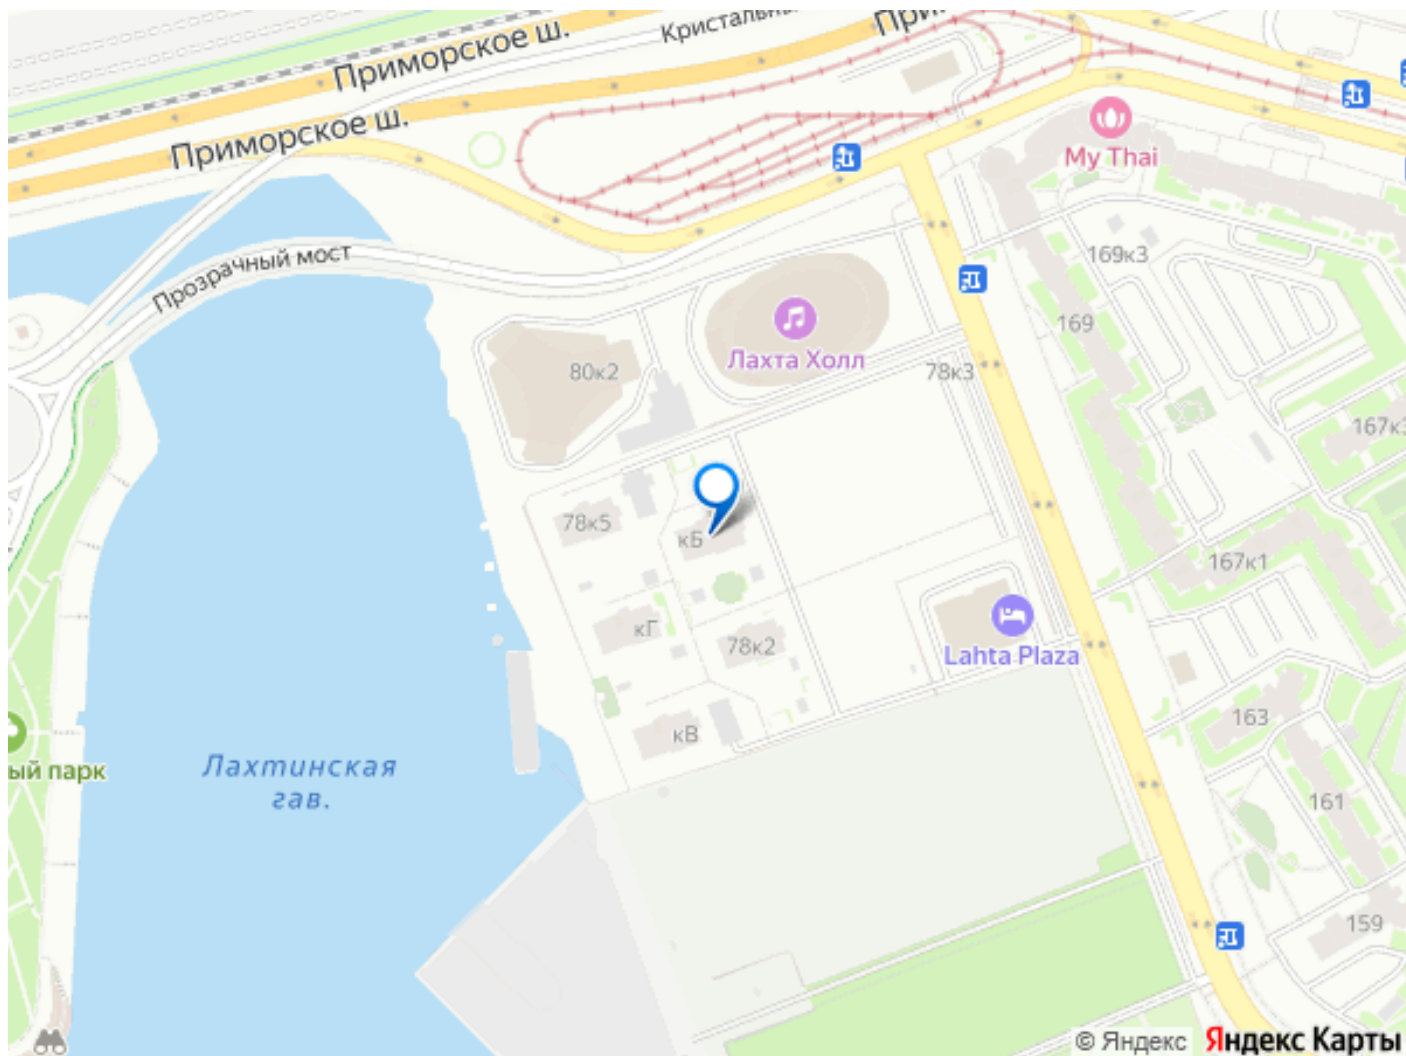 Кристальн
Приморское ш.
При
Приморское ш.
My Thai
Прозрачный мост
169к3
169
Лахта Холл
80к2
78к3
167к
78к5
кБ
167к1
кГ
78к2
Lahta Plaza
163
кВ
ый парк
Лахтинская
гав.
161
159
© Яндекс Яндекс Карты